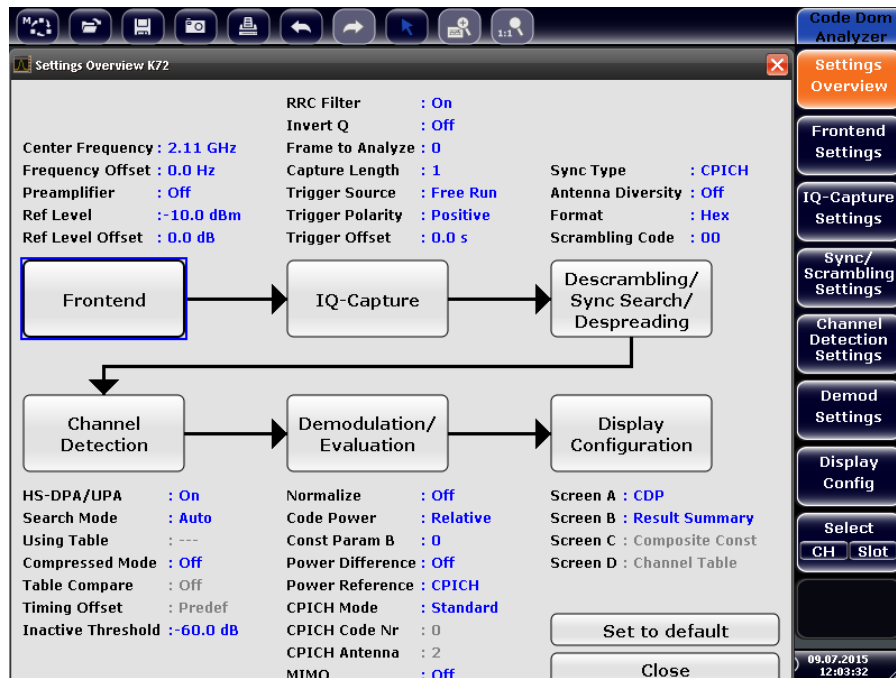 Code Dom
Analyzer
Settings Overview K72
RRC Filter : On
Invert Q : Off
Center Frequency : 2.11 GHz
Frame to Analyze : 0
Frequency Offset : 0.0 Hz
Capture Length : 1
Sync Type : CPICH
Preamplifier : Off
Trigger Source : Free Run
Antenna Diversity : Off
Ref Level :-10.0 dBm
Trigger Polarity : Positive
Format : Hex
Ref Level Offset : 0.0 dB
Trigger Offset : 0.0 s
Scrambling Code : 00
Frontend
IQ-Capture
Descrambling/
Sync Search/
Despreading
Channel
Detection
Demodulation/
Evaluation
Display
Configuration
HS-DPA/UPA : On
Normalize : Off
Screen A : CDP
Search Mode : Auto
Code Power : Relative
Screen B : Result Summary
Using Table : ---
Const Param B : 0
Screen C : Composite Const
Compressed Mode : Off
Power Difference : Off
Screen D : Channel Table
Table Compare : Off
Power Reference : CPICH
Timing Offset : Predef
CPICH Mode : Standard
Inactive Threshold :-60.0 dB
CPICH Code Nr : 0
CPICH Antenna : 2
MIMO : Off
Set to default
Close
Settings
Overview
Frontend
Settings
IQ-Capture
Settings
Sync/
Scrambling
Settings
Channel
Detection
Settings
Demod
Settings
Display
Config
Select
CH Slot
09.07.2015
12:03:32
1:1